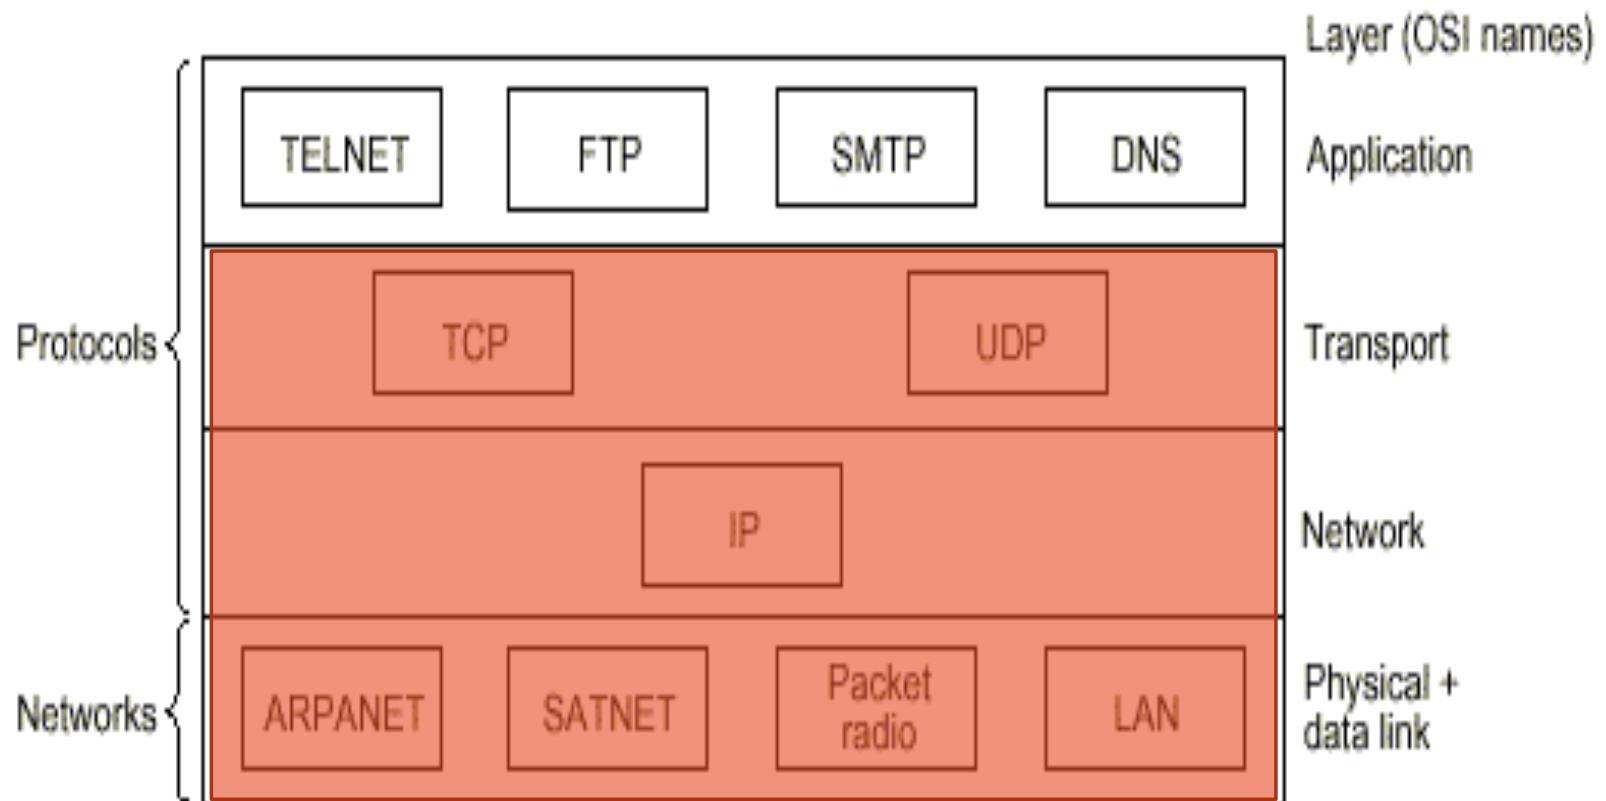 Layer (OSI names)
TELNET FTP SMTP DNS Application
Protocols TCP UDP Transport
IP Network
Networks ARPANET SATNET Packet radio LAN Physical + data link